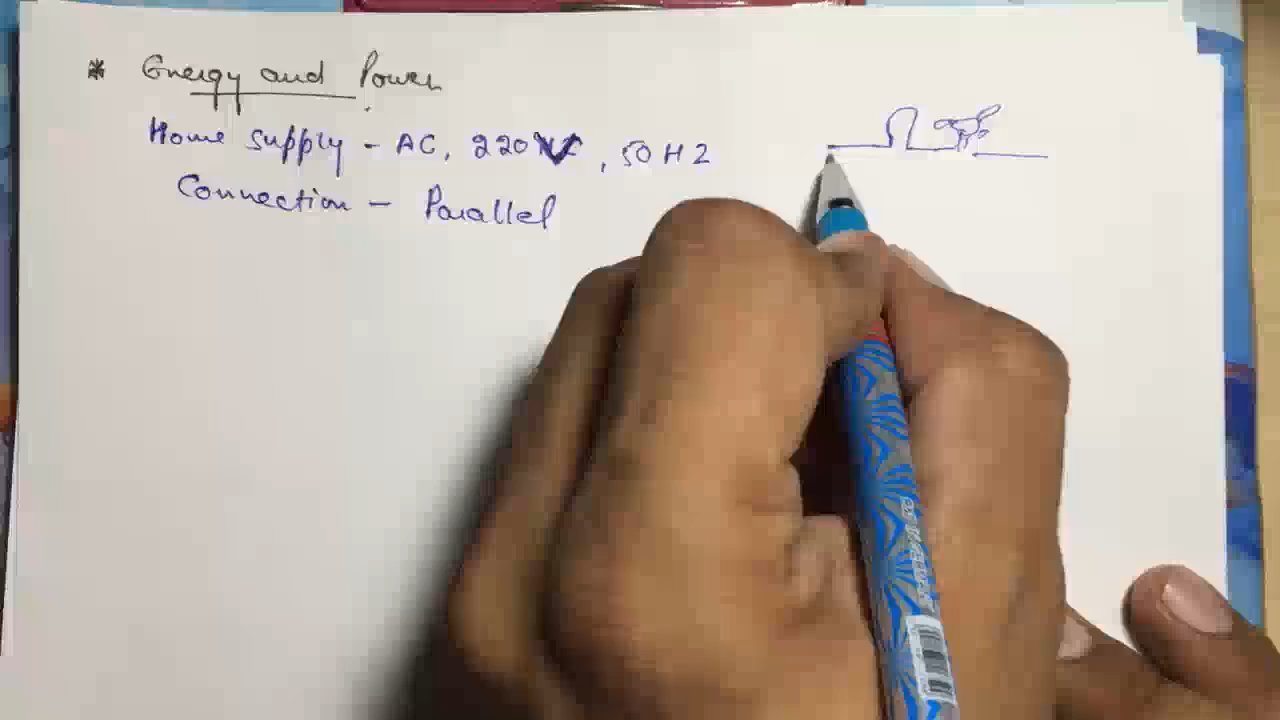 * Energy and Power
Home supply - AC, 220V, 50 HZ
Connection - Parallel